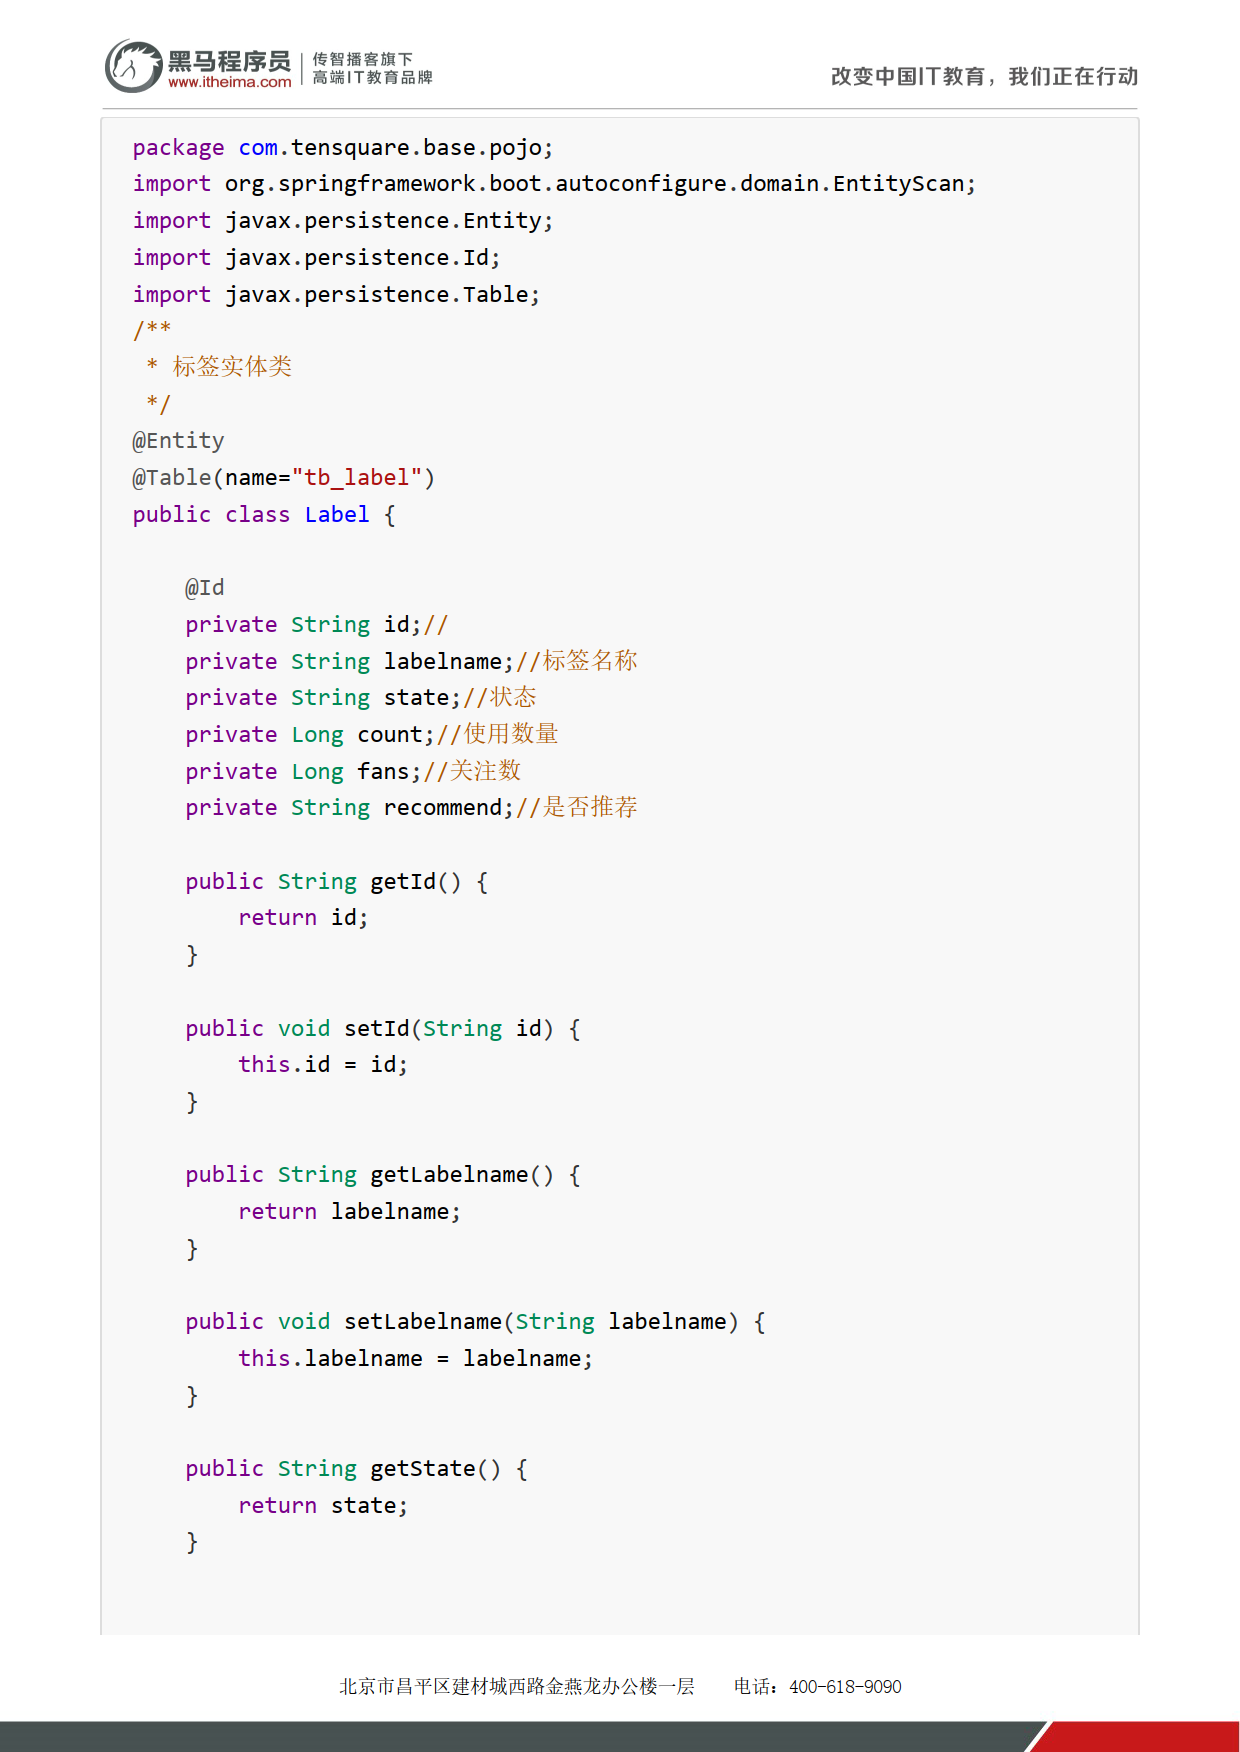 黑马程序员
www.itheima.com
传智播客旗下
高端IT教育品牌
改变中国IT教育，我们正在行动
package com.tensquare.base.pojo;
import org.springframework.boot.autoconfigure.domain.EntityScan;
import javax.persistence.Entity;
import javax.persistence.Id;
import javax.persistence.Table;
/**
 * 标签实体类
 */
@Entity
@Table(name="tb_label")
public class Label {

    @Id
    private String id;//
    private String labelname;//标签名称
    private String state;//状态
    private Long count;//使用数量
    private Long fans;//关注数
    private String recommend;//是否推荐

    public String getId() {
        return id;
    }

    public void setId(String id) {
        this.id = id;
    }

    public String getLabelname() {
        return labelname;
    }

    public void setLabelname(String labelname) {
        this.labelname = labelname;
    }

    public String getState() {
        return state;
    }
北京市昌平区建材城西路金燕龙办公楼一层 电话：400-618-9090